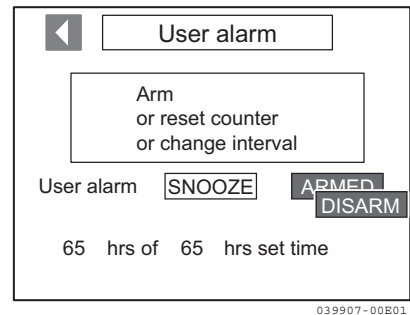 User alarm
Arm
or reset counter
or change interval
User alarm SNOOZE ARMED
DISARM
65 hrs of 65 hrs set time
039907-00E01